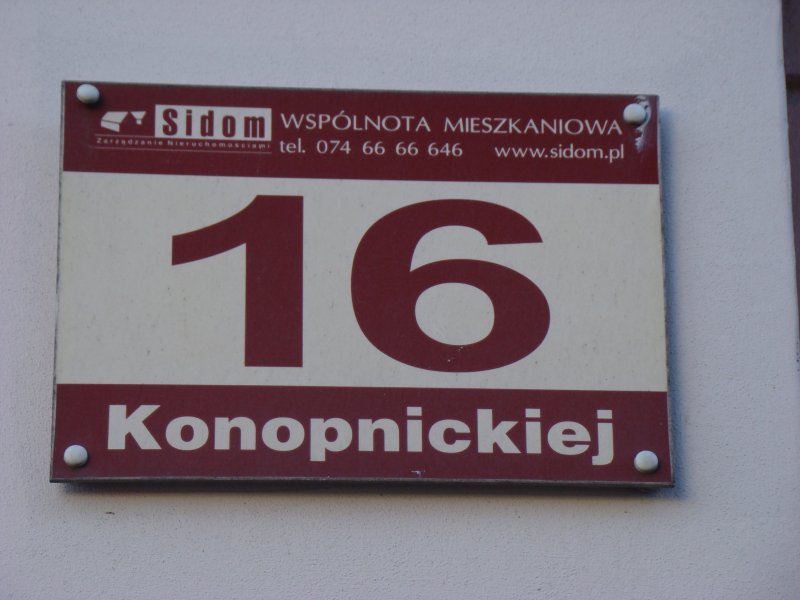 Sidom WSPÓLNOTA MIESZKANIOWA
Zarządzanie Nieruchomościami tel. 074 66 66 646 www.sidom.pl
16
Konopnickiej